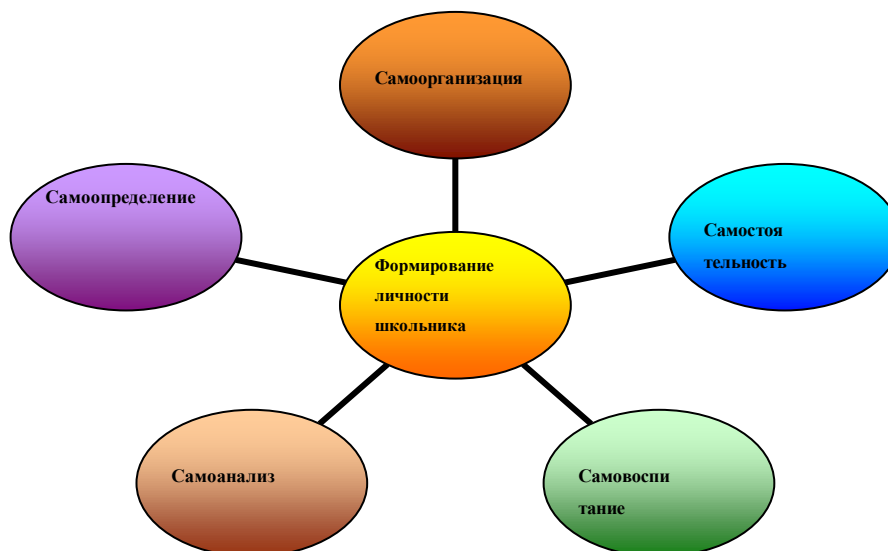 Самоорганизация
Самоопределение
Самостоя
тельность
Формирование
личности
школьника
Самоанализ
Самовоспи
тание